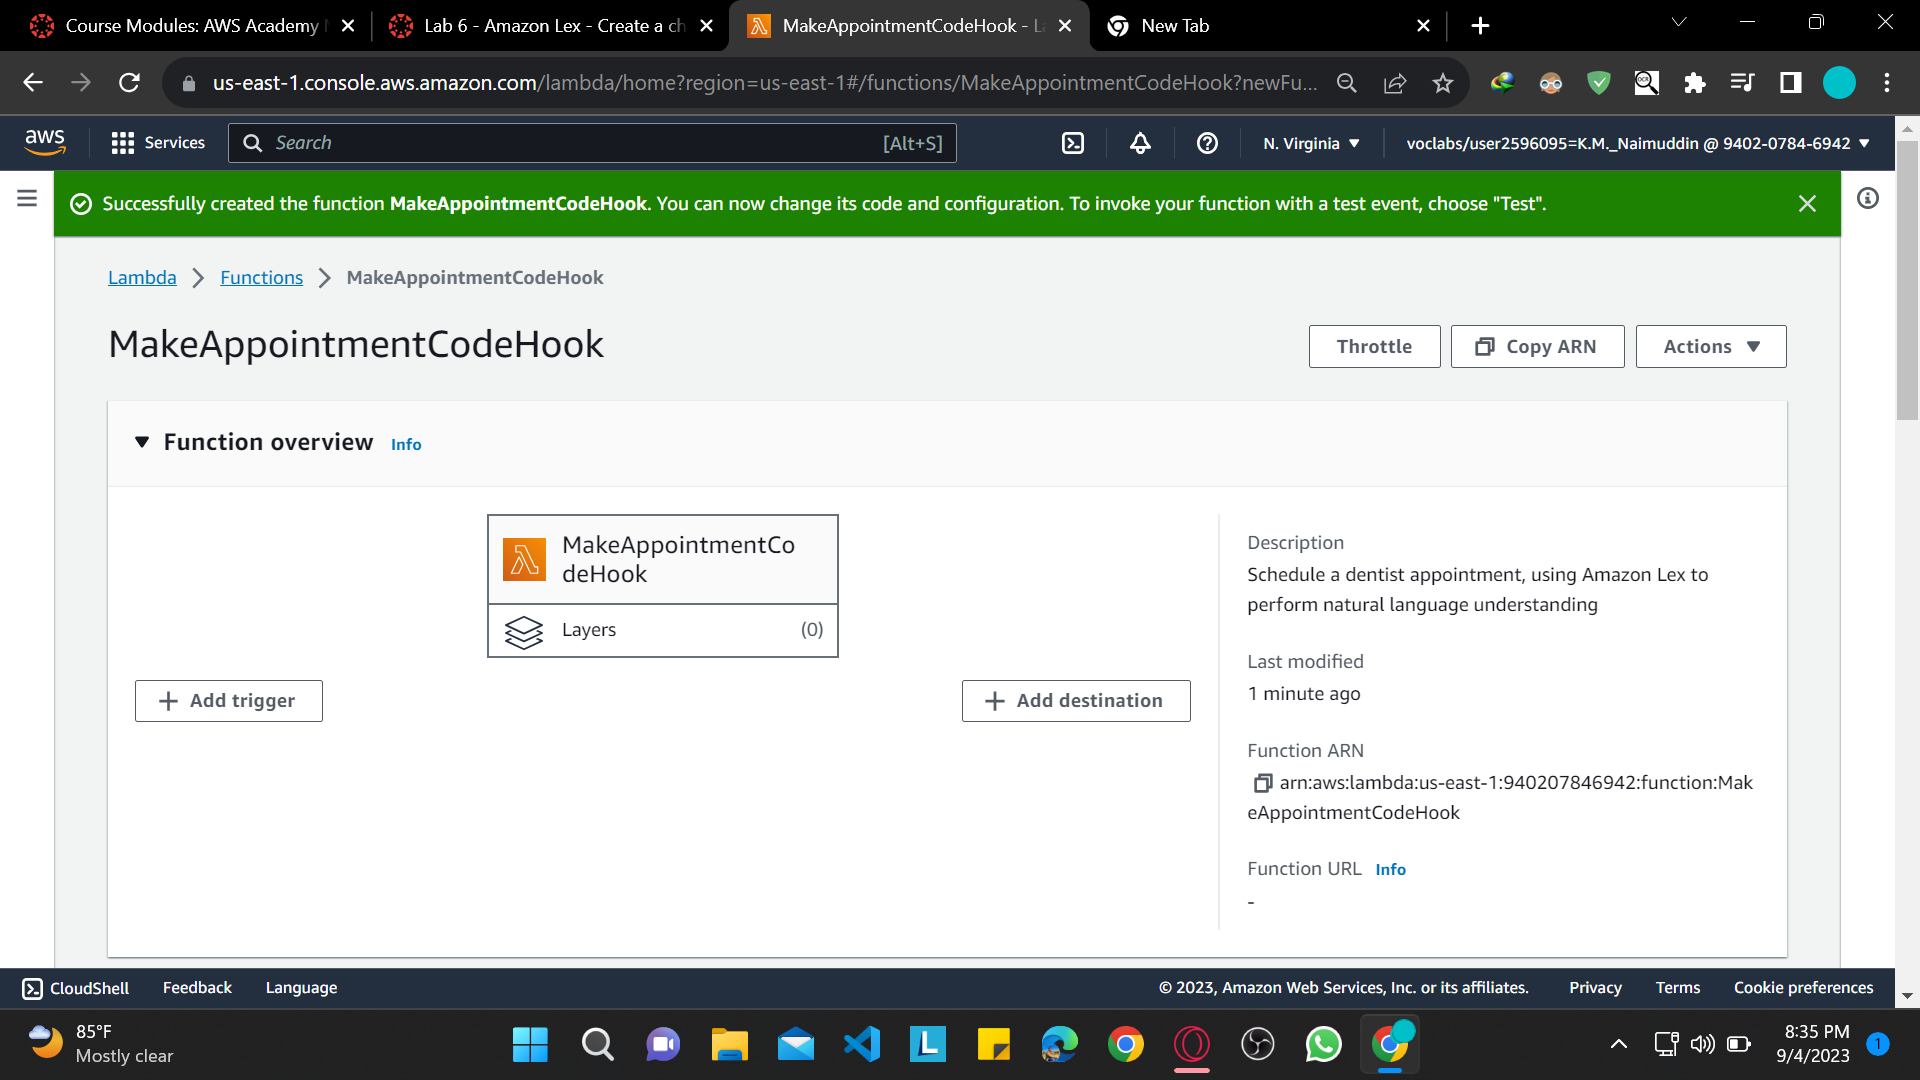 Course Modules: AWS Academy
Lab 6 - Amazon Lex - Create a ch
MakeAppointmentCodeHook - La
New Tab
us-east-1.console.aws.amazon.com/lambda/home?region=us-east-1#/functions/MakeAppointmentCodeHook?newFu...
aws
Services
Search
[Alt+S]
N. Virginia
voclabs/user2596095=K.M._Naimuddin @ 9402-0784-6942
Successfully created the function MakeAppointmentCodeHook. You can now change its code and configuration. To invoke your function with a test event, choose "Test".
Lambda
Functions
MakeAppointmentCodeHook
MakeAppointmentCodeHook
Throttle
Copy ARN
Actions
Function overview Info
MakeAppointmentCo
deHook
Layers
(0)
Add trigger
Add destination
Description
Schedule a dentist appointment, using Amazon Lex to
perform natural language understanding
Last modified
1 minute ago
Function ARN
arn:aws:lambda:us-east-1:940207846942:function:Mak
eAppointmentCodeHook
Function URL Info
-
CloudShell
Feedback
Language
© 2023, Amazon Web Services, Inc. or its affiliates.
Privacy
Terms
Cookie preferences
85°F
Mostly clear
8:35 PM
9/4/2023
1